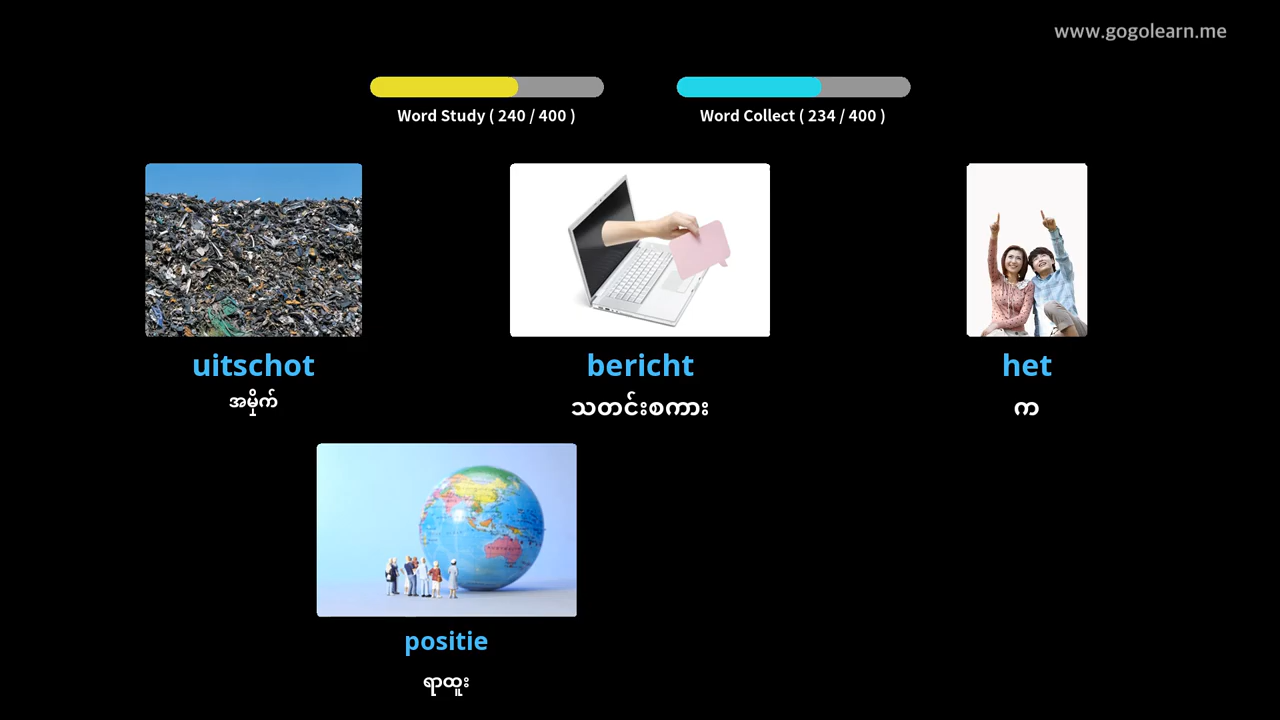 www.gogolearn.me
Word Study ( 240 / 400 )
Word Collect ( 234 / 400 )
uitschot
အမှိုက်
bericht
သတင်းစကား
het
က
positie
ရာထူး